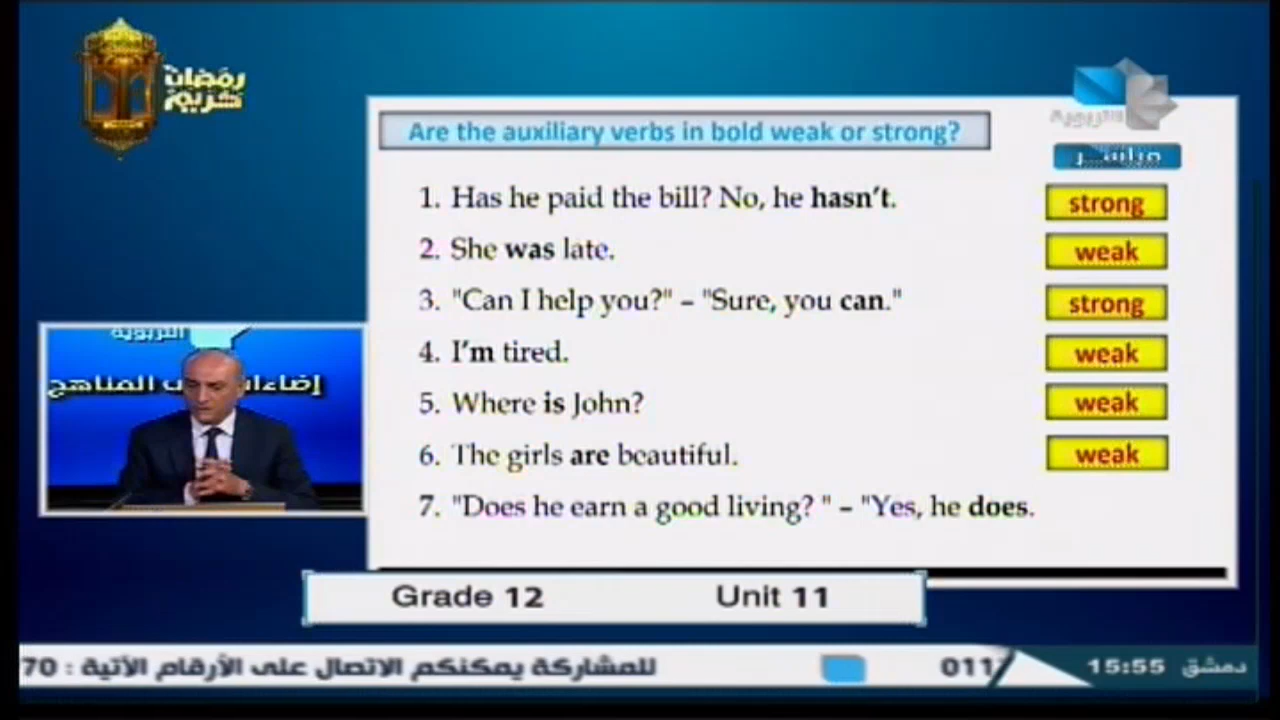 رمضان
كريم
التربوية
مباشر
Are the auxiliary verbs in bold weak or strong?
1. Has he paid the bill? No, he hasn't. strong
2. She was late. weak
3. "Can I help you?" – "Sure, you can." strong
4. I'm tired. weak
5. Where is John? weak
6. The girls are beautiful. weak
7. "Does he earn a good living? " – "Yes, he does.
التربوية
المناهج
Grade 12 Unit 11
للمشاركة يمكنكم الاتصال على الأرقام الآتية : 70
011
15:55 دمشق